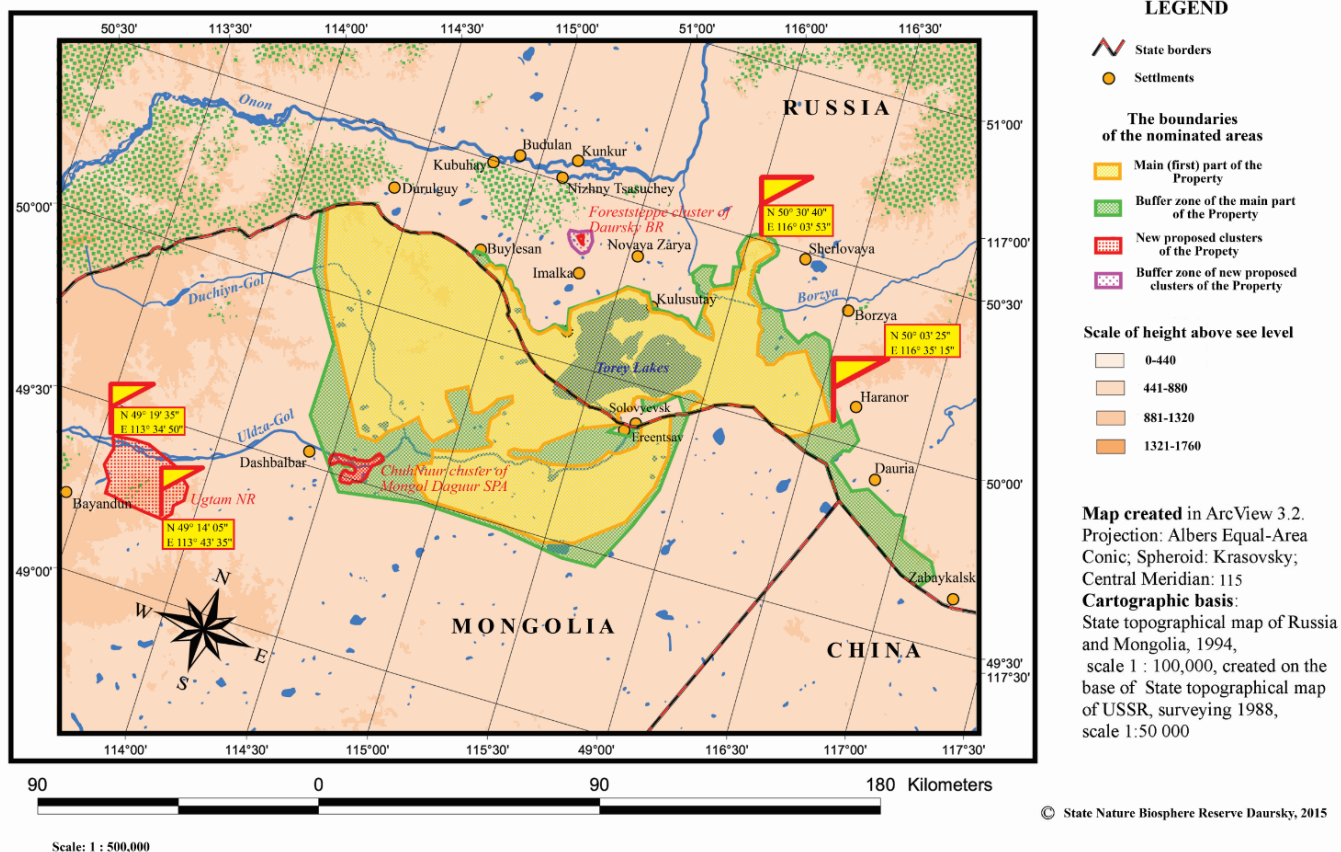 50°30'
113°30'
114°00'
114°30'
115°00'
51°00'
116°00'
116°30'
Onon
RUSSIA
51°00'
Budulan
Kunkur
Kubuhay
Durulguy
Nizhny Tsasuchey
50°00'
N 50° 30' 40"
E 116° 03' 53"
Foreststeppe cluster of
Daursky BR
117°00'
Buylesan
Novaya Zarya
Sherlovaya
Imalka
Duchiyn-Gol
Kulusutay
Borzya
50°30'
Borzya
N 50° 03' 25"
E 116° 35' 15"
Torey Lakes
49°30'
Haranor
N 49° 19' 35"
E 113° 34' 50"
Uldza-Gol
Solovyevsk
Ereentsav
Dashbalbar
ChuhNuur cluster of
Mongol Daguur SPA
Dauria
50°00'
Bayandun
Ugtam NR
N 49° 14' 05"
E 113° 43' 35"
49°00'
Zabaykalsk
N
W
E
S
MONGOLIA
CHINA
49°30'
117°30'
114°00'
114°30'
115°00'
115°30'
49°00'
116°30'
117°00'
117°30'
90
0
90
180
Kilometers
Scale: 1 : 500,000
LEGEND
State borders
Settlments
The boundaries
of the nominated areas
Main (first) part of the
Property
Buffer zone of the main part
of the Property
New proposed clusters
of the Propety
Buffer zone of new proposed
clusters of the Property
Scale of height above see level
0-440
441-880
881-1320
1321-1760
Map created in ArcView 3.2.
Projection: Albers Equal-Area
Conic; Spheroid: Krasovsky;
Central Meridian: 115
Cartographic basis:
State topographical map of Russia
and Mongolia, 1994,
scale 1 : 100,000, created on the
base of State topographical map
of USSR, surveying 1988,
scale 1:50 000
© State Nature Biosphere Reserve Daursky, 2015